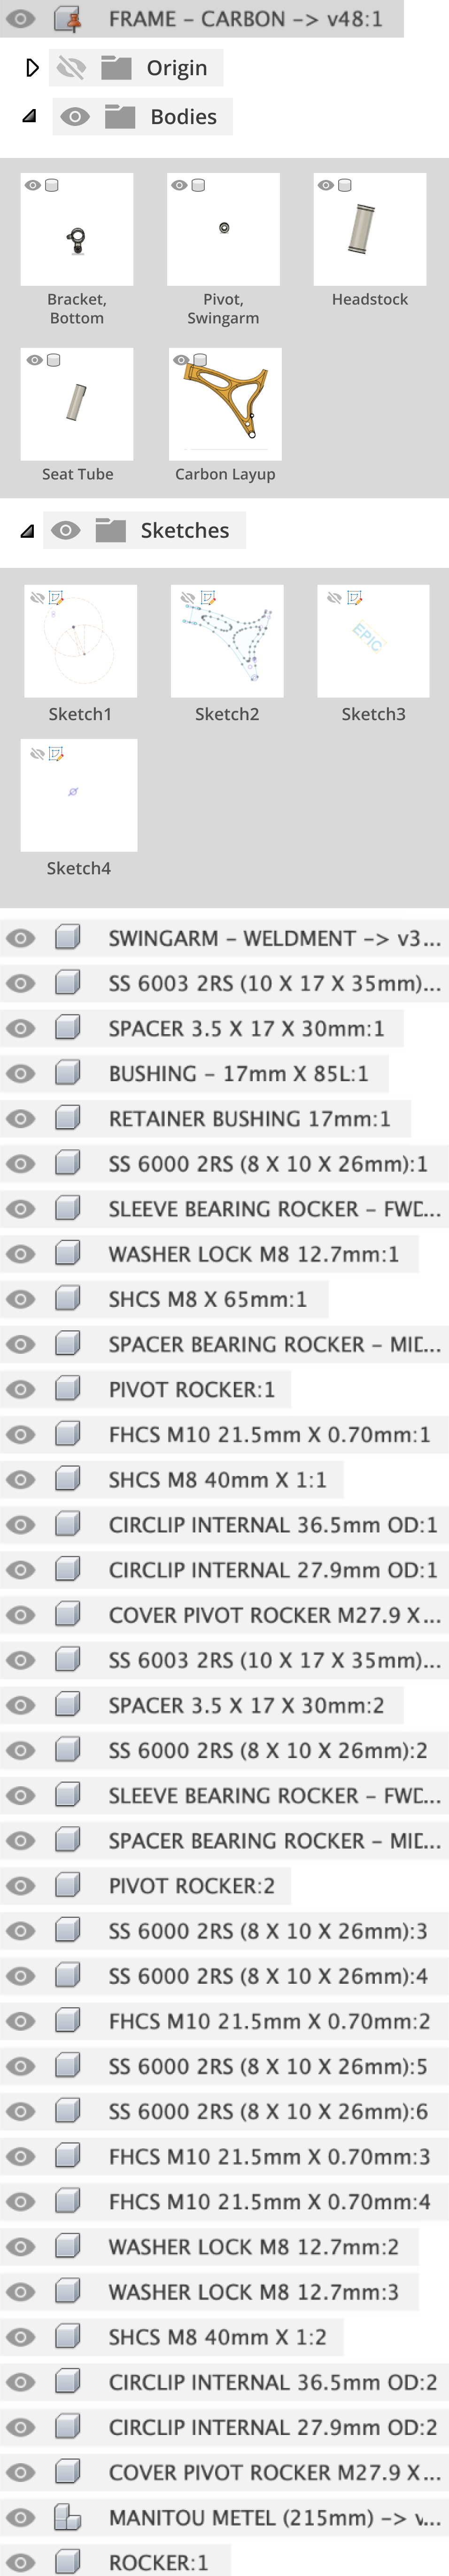 FRAME – CARBON –> v48:1
Origin
Bodies
Bracket,
Bottom
Pivot,
Swingarm
Headstock
Seat Tube
Carbon Layup
Sketches
EPIC
Sketch1
Sketch2
Sketch3
Sketch4
SWINGARM – WELDMENT –> v3...
SS 6003 2RS (10 X 17 X 35mm)...
SPACER 3.5 X 17 X 30mm:1
BUSHING – 17mm X 85L:1
RETAINER BUSHING 17mm:1
SS 6000 2RS (8 X 10 X 26mm):1
SLEEVE BEARING ROCKER – FWD...
WASHER LOCK M8 12.7mm:1
SHCS M8 X 65mm:1
SPACER BEARING ROCKER – MID...
PIVOT ROCKER:1
FHCS M10 21.5mm X 0.70mm:1
SHCS M8 40mm X 1:1
CIRCLIP INTERNAL 36.5mm OD:1
CIRCLIP INTERNAL 27.9mm OD:1
COVER PIVOT ROCKER M27.9 X...
SS 6003 2RS (10 X 17 X 35mm)...
SPACER 3.5 X 17 X 30mm:2
SS 6000 2RS (8 X 10 X 26mm):2
SLEEVE BEARING ROCKER – FWD...
SPACER BEARING ROCKER – MID...
PIVOT ROCKER:2
SS 6000 2RS (8 X 10 X 26mm):3
SS 6000 2RS (8 X 10 X 26mm):4
FHCS M10 21.5mm X 0.70mm:2
SS 6000 2RS (8 X 10 X 26mm):5
SS 6000 2RS (8 X 10 X 26mm):6
FHCS M10 21.5mm X 0.70mm:3
FHCS M10 21.5mm X 0.70mm:4
WASHER LOCK M8 12.7mm:2
WASHER LOCK M8 12.7mm:3
SHCS M8 40mm X 1:2
CIRCLIP INTERNAL 36.5mm OD:2
CIRCLIP INTERNAL 27.9mm OD:2
COVER PIVOT ROCKER M27.9 X...
MANITOU METEL (215mm) –> v...
ROCKER:1